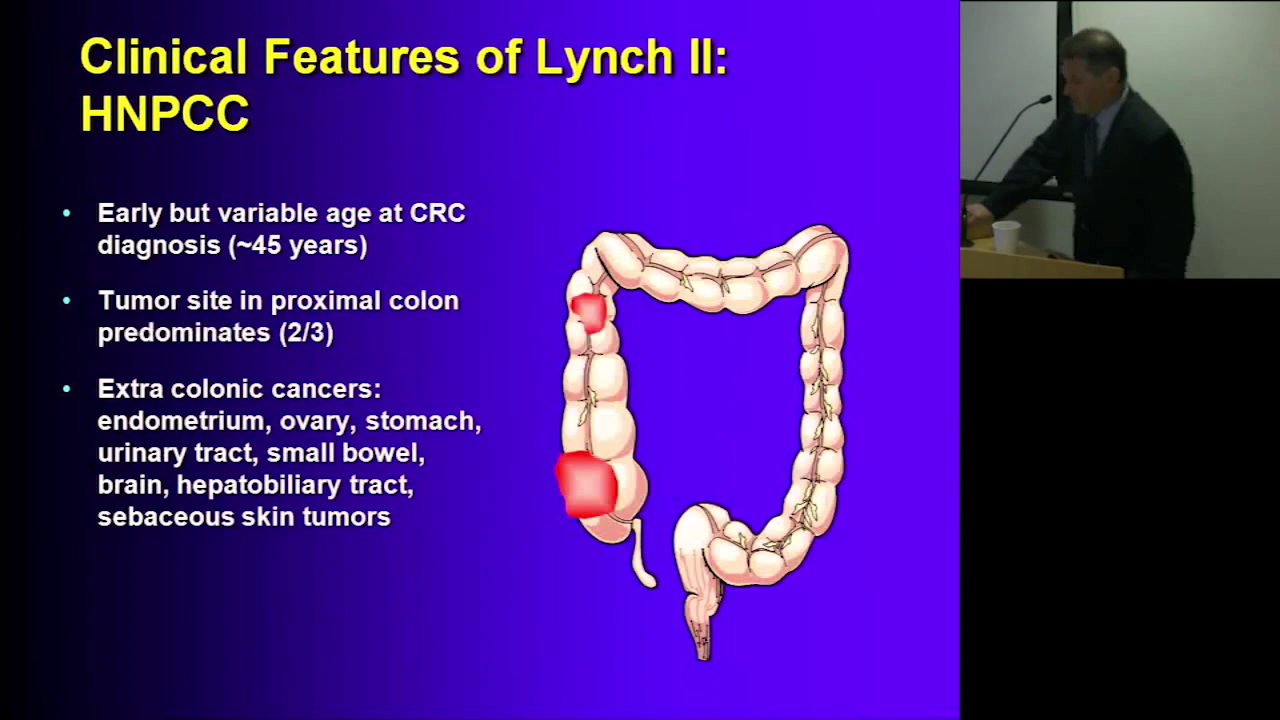 Clinical Features of Lynch II:
HNPCC
• Early but variable age at CRC
diagnosis (~45 years)
• Tumor site in proximal colon
predominates (2/3)
• Extra colonic cancers:
endometrium, ovary, stomach,
urinary tract, small bowel,
brain, hepatobiliary tract,
sebaceous skin tumors